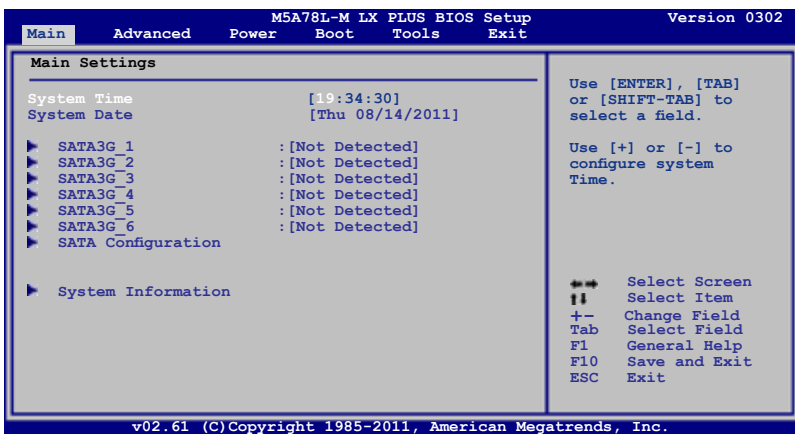 M5A78L-M LX PLUS BIOS Setup Version 0302
Main Advanced Power Boot Tools Exit
Main Settings
System Time [19:34:30]
System Date [Thu 08/14/2011]
SATA3G_1 :[Not Detected]
SATA3G_2 :[Not Detected]
SATA3G_3 :[Not Detected]
SATA3G_4 :[Not Detected]
SATA3G_5 :[Not Detected]
SATA3G_6 :[Not Detected]
SATA Configuration
System Information
Use [ENTER], [TAB]
or [SHIFT-TAB] to
select a field.
Use [+] or [-] to
configure system
Time.
←→ Select Screen
↑↓ Select Item
+- Change Field
Tab Select Field
F1 General Help
F10 Save and Exit
ESC Exit
v02.61 (C)Copyright 1985-2011, American Megatrends, Inc.